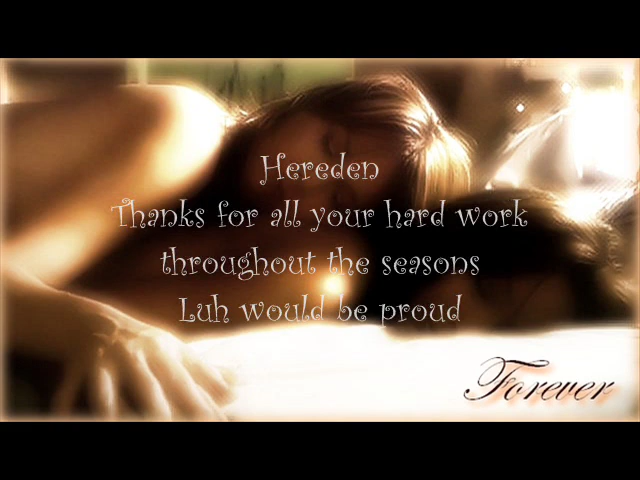 Hereden
Thanks for all your hard work
throughout the seasons
Luh would be proud
Forever